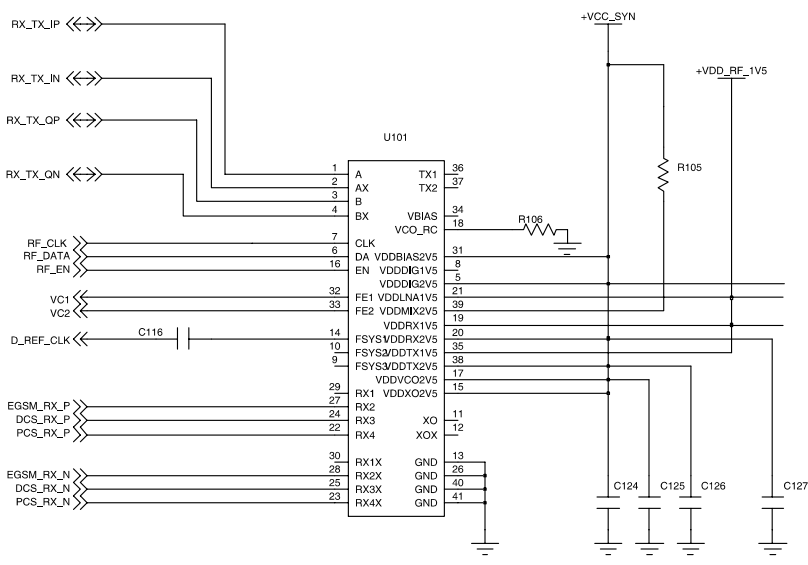 +VCC_SYN
RX_TX_IP
+VDD_RF_1V5
RX_TX_IN
RX_TX_QP
U101
RX_TX_QN
R105
1 A TX1 36
2 AX TX2 37
3 B
4 BX VBIAS 34
VCO_RC 18 R106
RF_CLK 7 CLK
RF_DATA 6 DA VDDBIAS2V5 31
RF_EN 16 EN VDDDIG1V5 8
VDDDIG2V5 5
VC1 32 FE1 VDDLNA1V5 21
VC2 33 FE2 VDDMIX2V5 39
VDDRX1V5 19
D_REF_CLK C116 14 FSYS1 VDDRX2V5 20
10 FSYS2 VDDTX1V5 35
9 FSYS3 VDDTX2V5 38
VDDVCO2V5 17
29 RX1 VDDXO2V5 15
EGSM_RX_P 27 RX2
DCS_RX_P 24 RX3 XO 11
PCS_RX_P 22 RX4 XOX 12
30 RX1X GND 13
EGSM_RX_N 28 RX2X GND 26
DCS_RX_N 25 RX3X GND 40
PCS_RX_N 23 RX4X GND 41
C124 C125 C126 C127